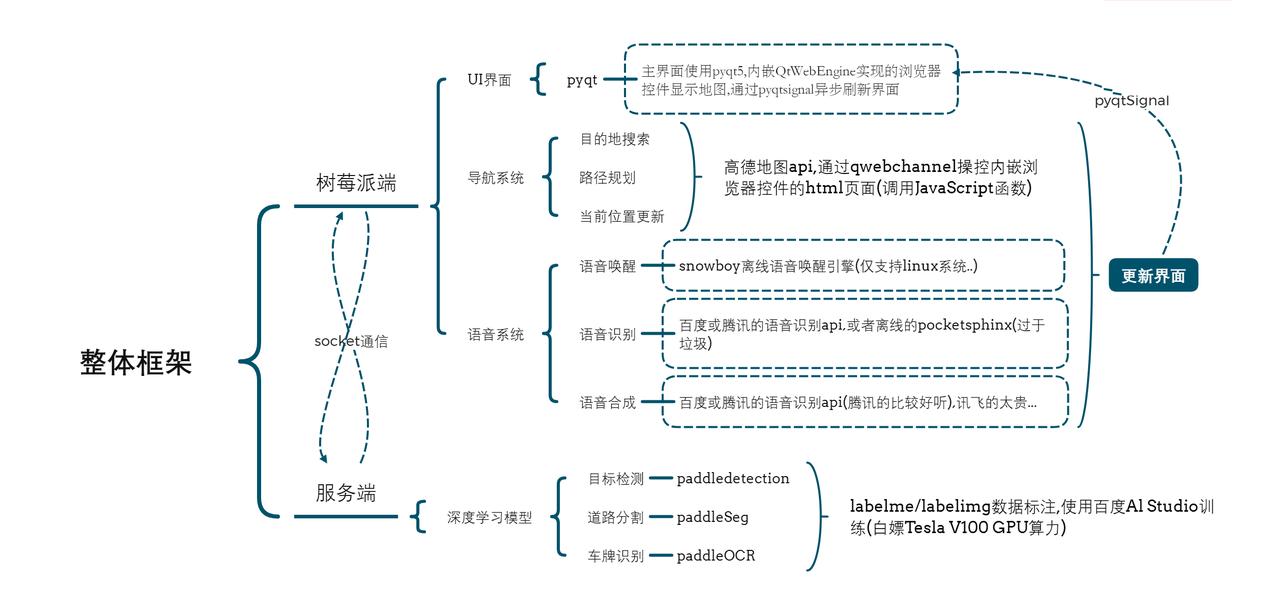 整体框架
树莓派端
socket通信
服务端
UI界面
pyqt
主界面使用pyqt5,内嵌QtWebEngine实现的浏览器
控件显示地图,通过pyqtsignal异步刷新界面
导航系统
目的地搜索
路径规划
当前位置更新
高德地图api,通过qwebchannel操控内嵌浏
览器控件的html页面(调用JavaScript函数)
语音系统
语音唤醒
snowboy离线语音唤醒引擎(仅支持linux系统..)
语音识别
百度或腾讯的语音识别api,或者离线的pocketsphinx(过于
垃圾)
语音合成
百度或腾讯的语音识别api(腾讯的比较好听),讯飞的太贵...
pyqtSignal
更新界面
深度学习模型
目标检测
paddledetection
道路分割
paddleSeg
车牌识别
paddleOCR
labelme/labelimg数据标注,使用百度AI Studio训
练(白嫖Tesla V100 GPU算力)